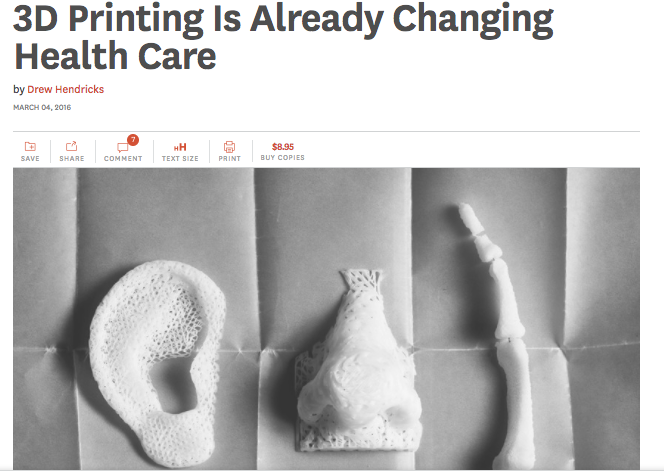 3D Printing Is Already Changing
Health Care
by Drew Hendricks
MARCH 04, 2016
7
HH
$8.95
SAVE
SHARE
COMMENT
TEXT SIZE
PRINT
BUY COPIES